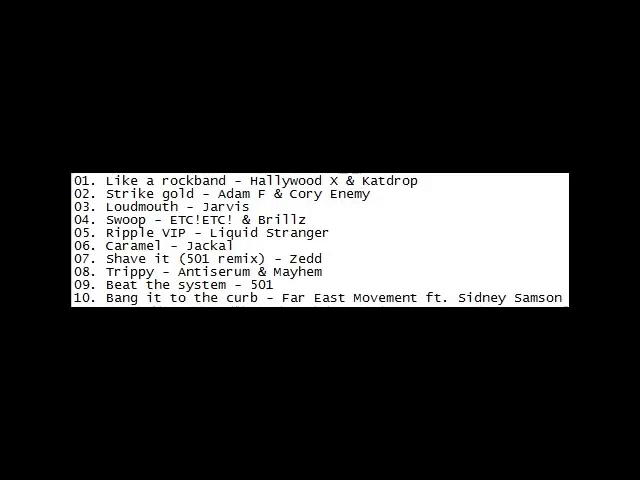 01. Like a rockband - Hallywood X & Katdrop
02. Strike gold - Adam F & Cory Enemy
03. Loudmouth - Jarvis
04. Swoop - ETC!ETC! & Brillz
05. Ripple VIP - Liquid Stranger
06. Caramel - Jackal
07. Shave it (501 remix) - Zedd
08. Trippy - Antiserum & Mayhem
09. Beat the system - 501
10. Bang it to the curb - Far East Movement ft. Sidney Samson